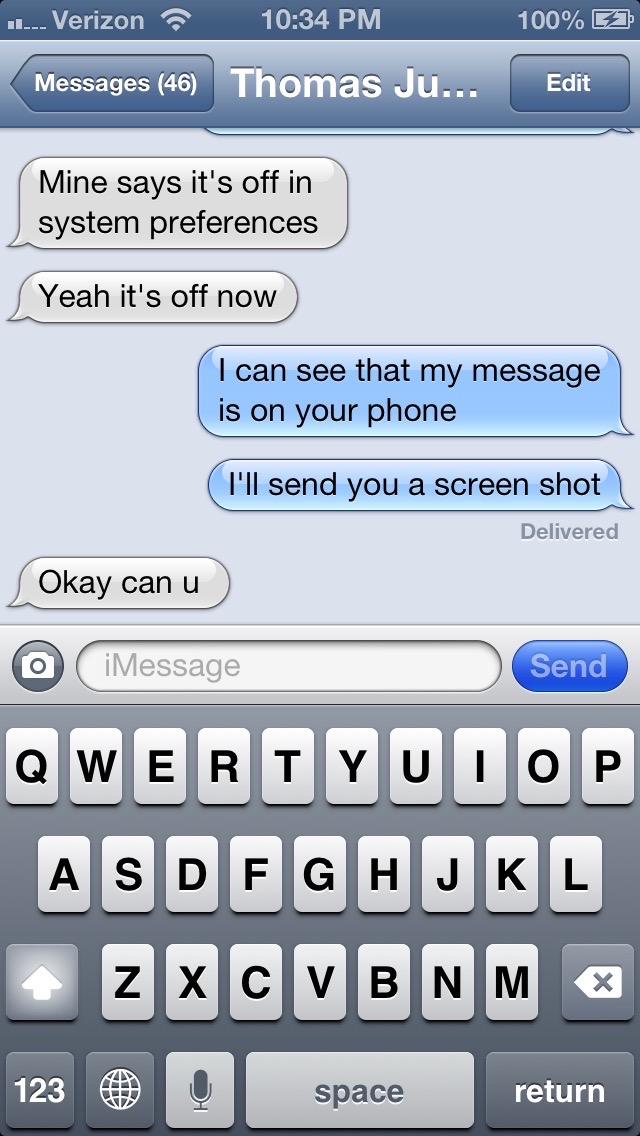 Verizon 10:34 PM 100%
Messages (46) Thomas Ju... Edit
Mine says it's off in
system preferences
Yeah it's off now
I can see that my message
is on your phone
I'll send you a screen shot
Delivered
Okay can u
iMessage Send
Q W E R T Y U I O P
A S D F G H J K L
Z X C V B N M
123 space return